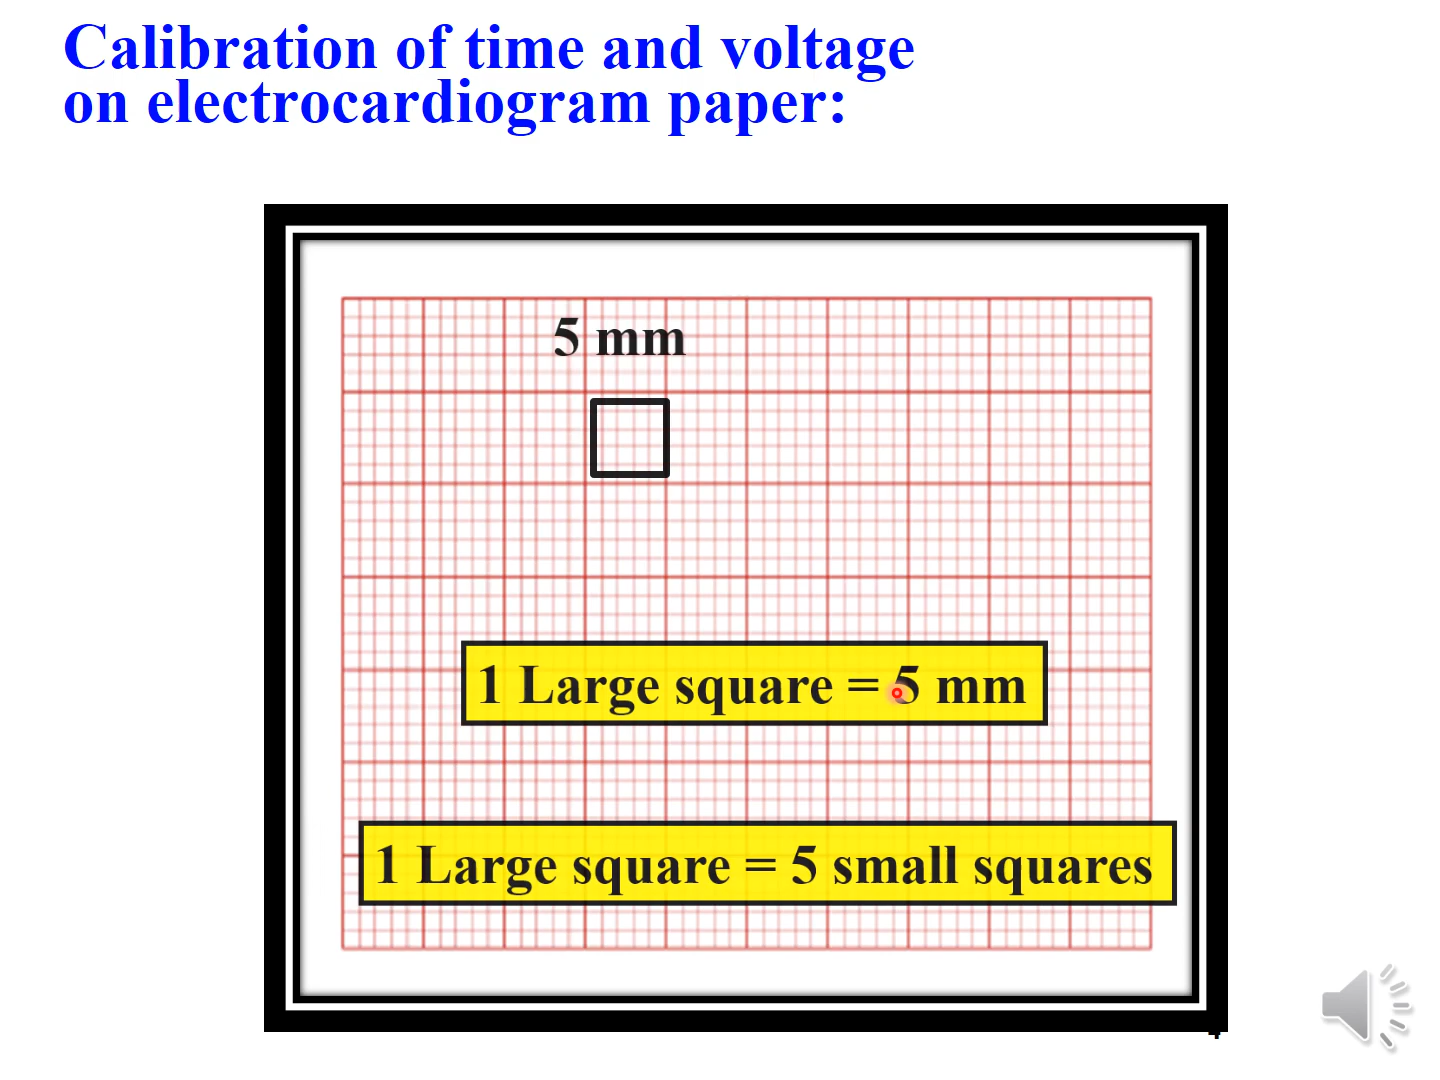 Calibration of time and voltage
on electrocardiogram paper:
5 mm
1 Large square = 5 mm
1 Large square = 5 small squares